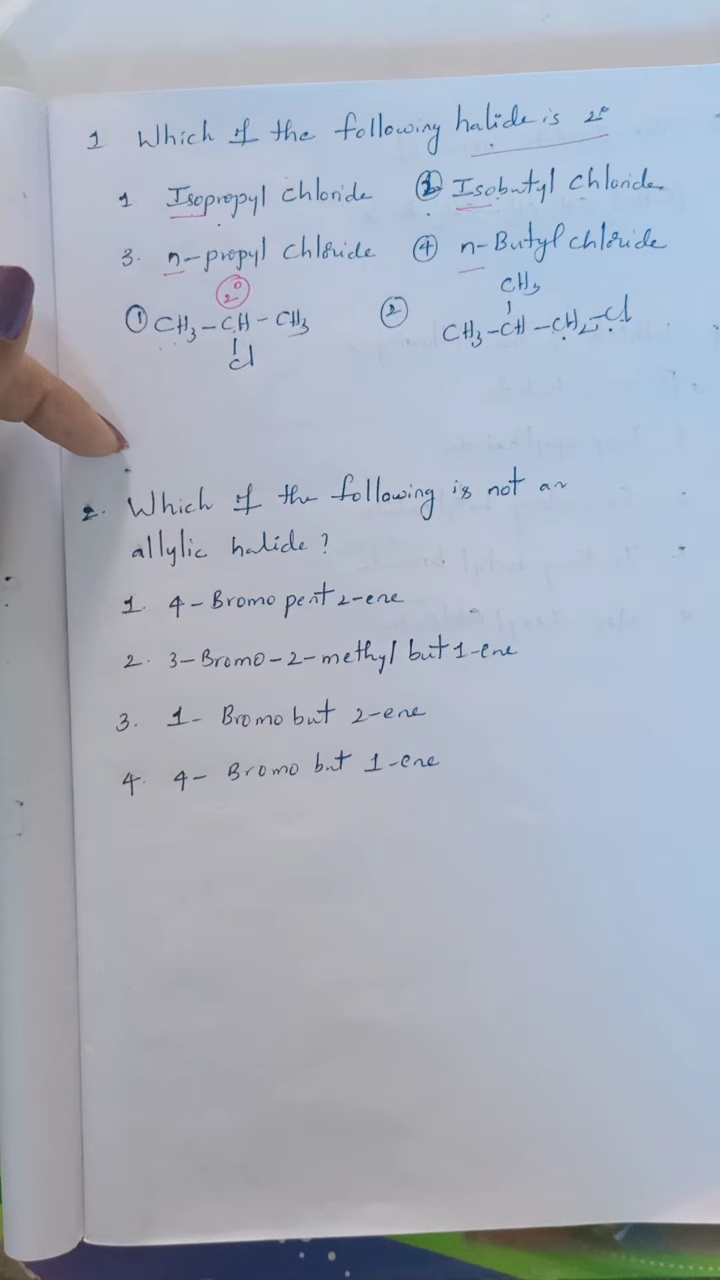 1 Which of the following halide is 2°
1 Isopropyl chloride ② Isobutyl chloride
3. n-propyl chloride ④ n-Butyl chloride
2°
CH3
① CH3-CH-CH3 ② CH3-CH-CH2-Cl
Cl
2. Which of the following is not an
allylic halide?
1. 4-Bromo pent 2-ene
2. 3-Bromo-2-methyl but 1-ene
3. 1- Bromo but 2-ene
4. 4- Bromo but 1-ene